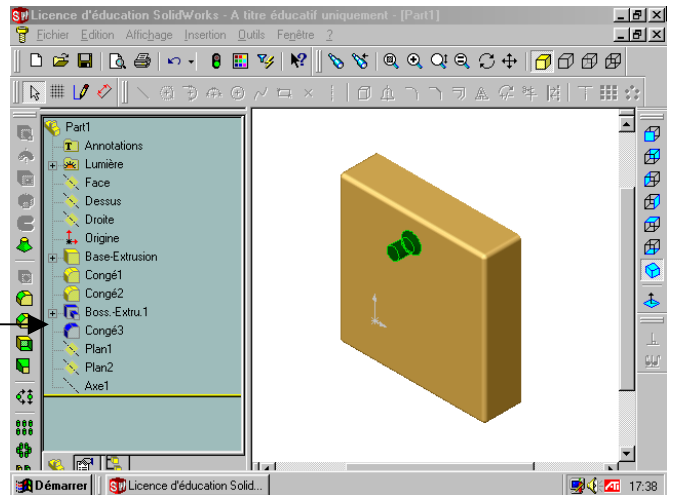 Licence d'éducation SolidWorks - A titre éducatif uniquement - [Part1]
Fichier Edition Affichage Insertion Outils Fenêtre ?
Part1
Annotations
Lumière
Face
Dessus
Droite
Origine
Base-Extrusion
Congé1
Congé2
Boss.-Extru.1
Congé3
Plan1
Plan2
Axe1
Démarrer
Licence d'éducation Solid...
17:38